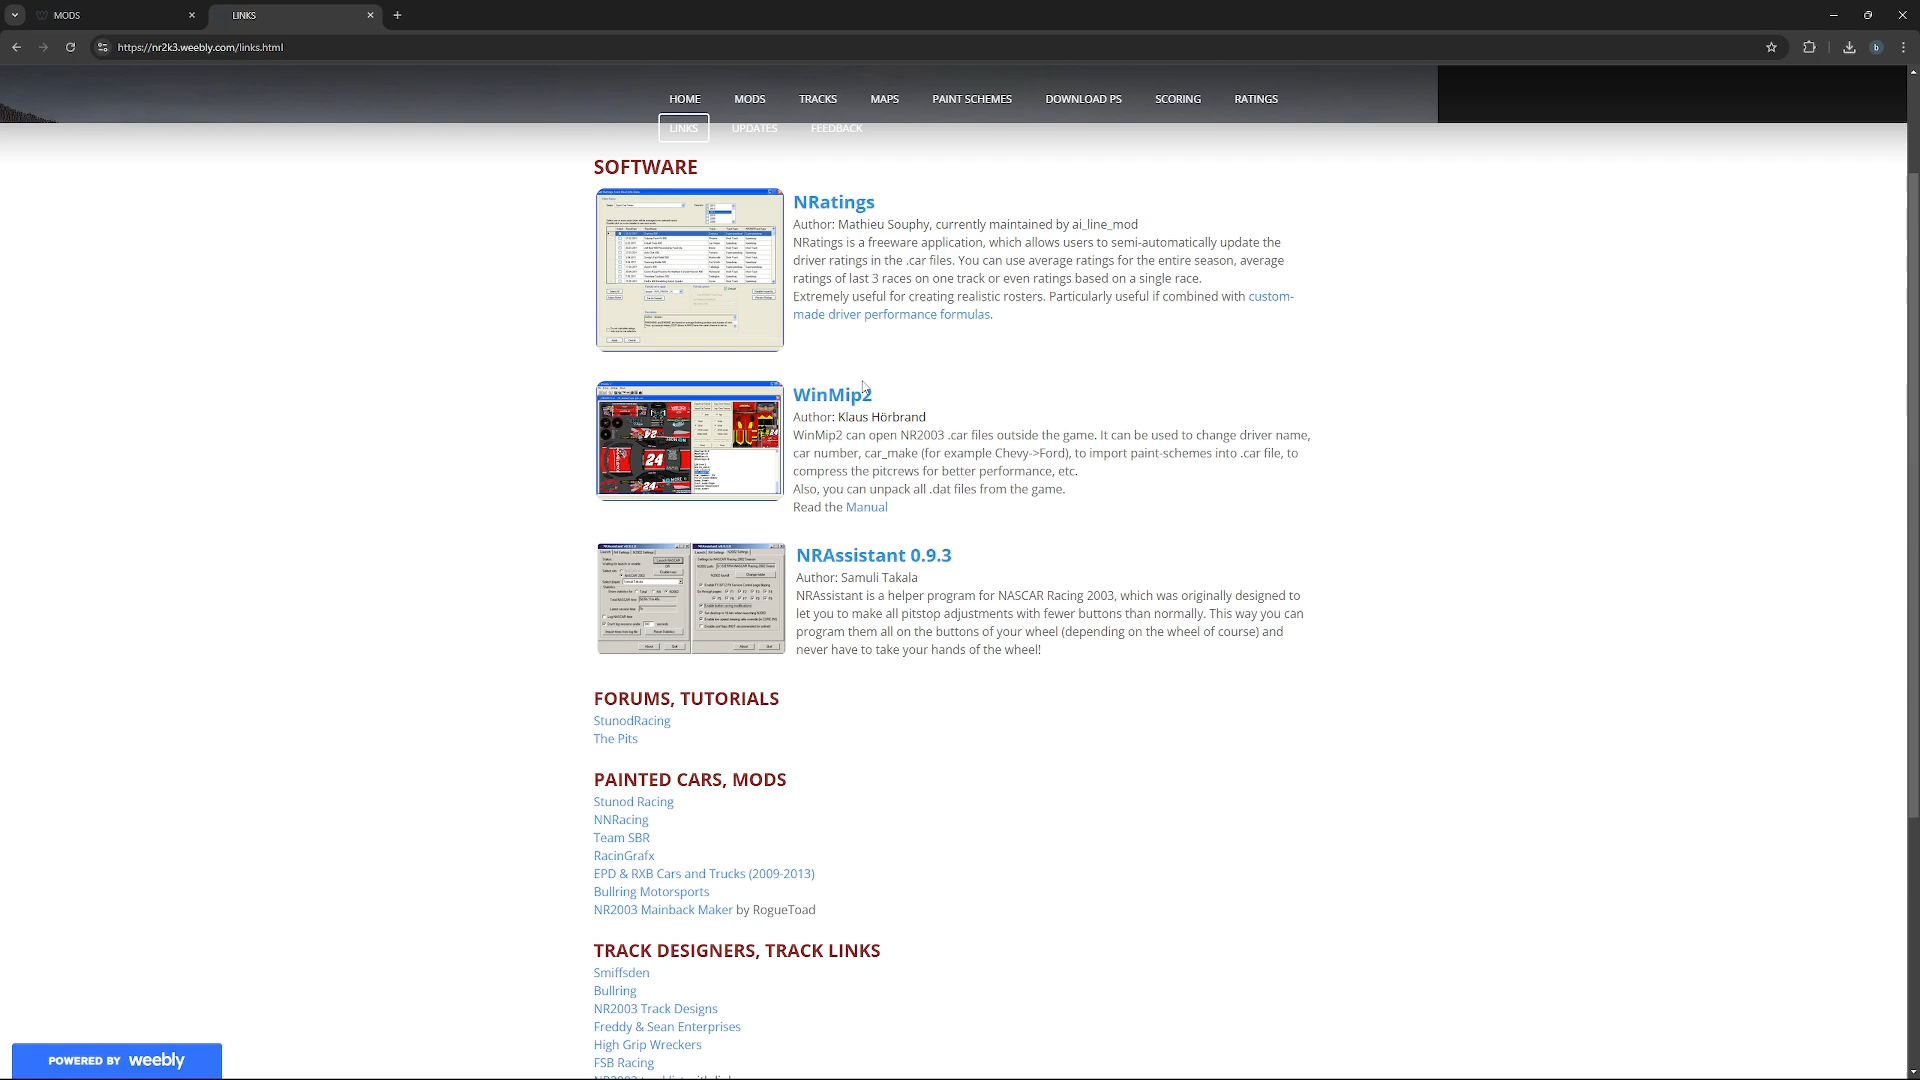 MODS
LINKS
https://nr2k3.weebly.com/links.html
b
HOME MODS TRACKS MAPS PAINT SCHEMES DOWNLOAD PS SCORING RATINGS
LINKS UPDATES FEEDBACK
SOFTWARE
NRatings
Author: Mathieu Souphy, currently maintained by ai_line_mod
NRatings is a freeware application, which allows users to semi-automatically update the
driver ratings in the .car files. You can use average ratings for the entire season, average
ratings of last 3 races on one track or even ratings based on a single race.
Extremely useful for creating realistic rosters. Particularly useful if combined with custom-
made driver performance formulas.
WinMip2
Author: Klaus Hörbrand
WinMip2 can open NR2003 .car files outside the game. It can be used to change driver name,
car number, car_make (for example Chevy->Ford), to import paint-schemes into .car file, to
compress the pitcrews for better performance, etc.
Also, you can unpack all .dat files from the game.
Read the Manual
24
NRAssistant 0.9.3
Author: Samuli Takala
NRAssistant is a helper program for NASCAR Racing 2003, which was originally designed to
let you to make all pitstop adjustments with fewer buttons than normally. This way you can
program them all on the buttons of your wheel (depending on the wheel of course) and
never have to take your hands of the wheel!
FORUMS, TUTORIALS
StunodRacing
The Pits
PAINTED CARS, MODS
Stunod Racing
NNRacing
Team SBR
RacinGrafx
EPD & RXB Cars and Trucks (2009-2013)
Bullring Motorsports
NR2003 Mainback Maker by RogueToad
TRACK DESIGNERS, TRACK LINKS
Smiffsden
Bullring
NR2003 Track Designs
Freddy & Sean Enterprises
High Grip Wreckers
FSB Racing
POWERED BY weebly